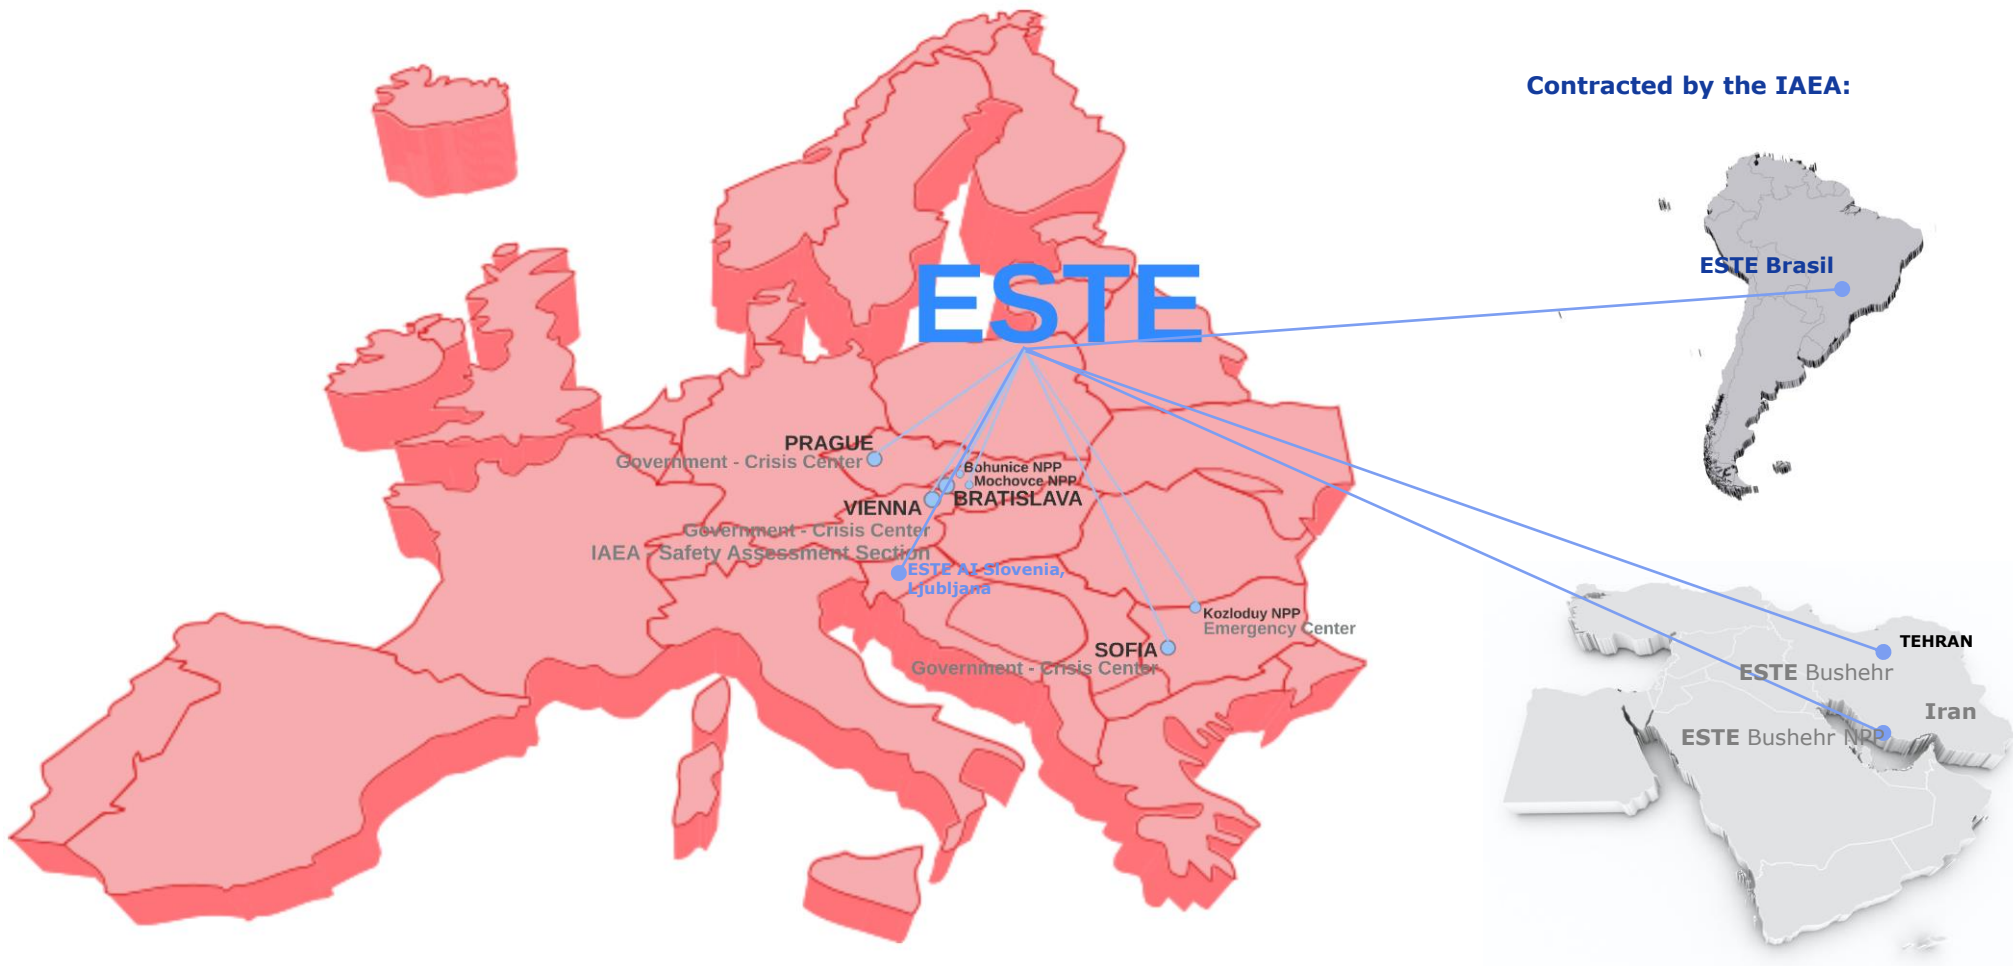 Contracted by the IAEA:
ESTE
ESTE Brasil
PRAGUE
Government - Crisis Center
Bohunice NPP
Mochovce NPP
BRATISLAVA
VIENNA
Government - Crisis Center
IAEA - Safety Assessment Section
ESTE AI Slovenia,
Ljubljana
Kozloduy NPP
Emergency Center
SOFIA
Government - Crisis Center
TEHRAN
ESTE Bushehr
Iran
ESTE Bushehr NPP